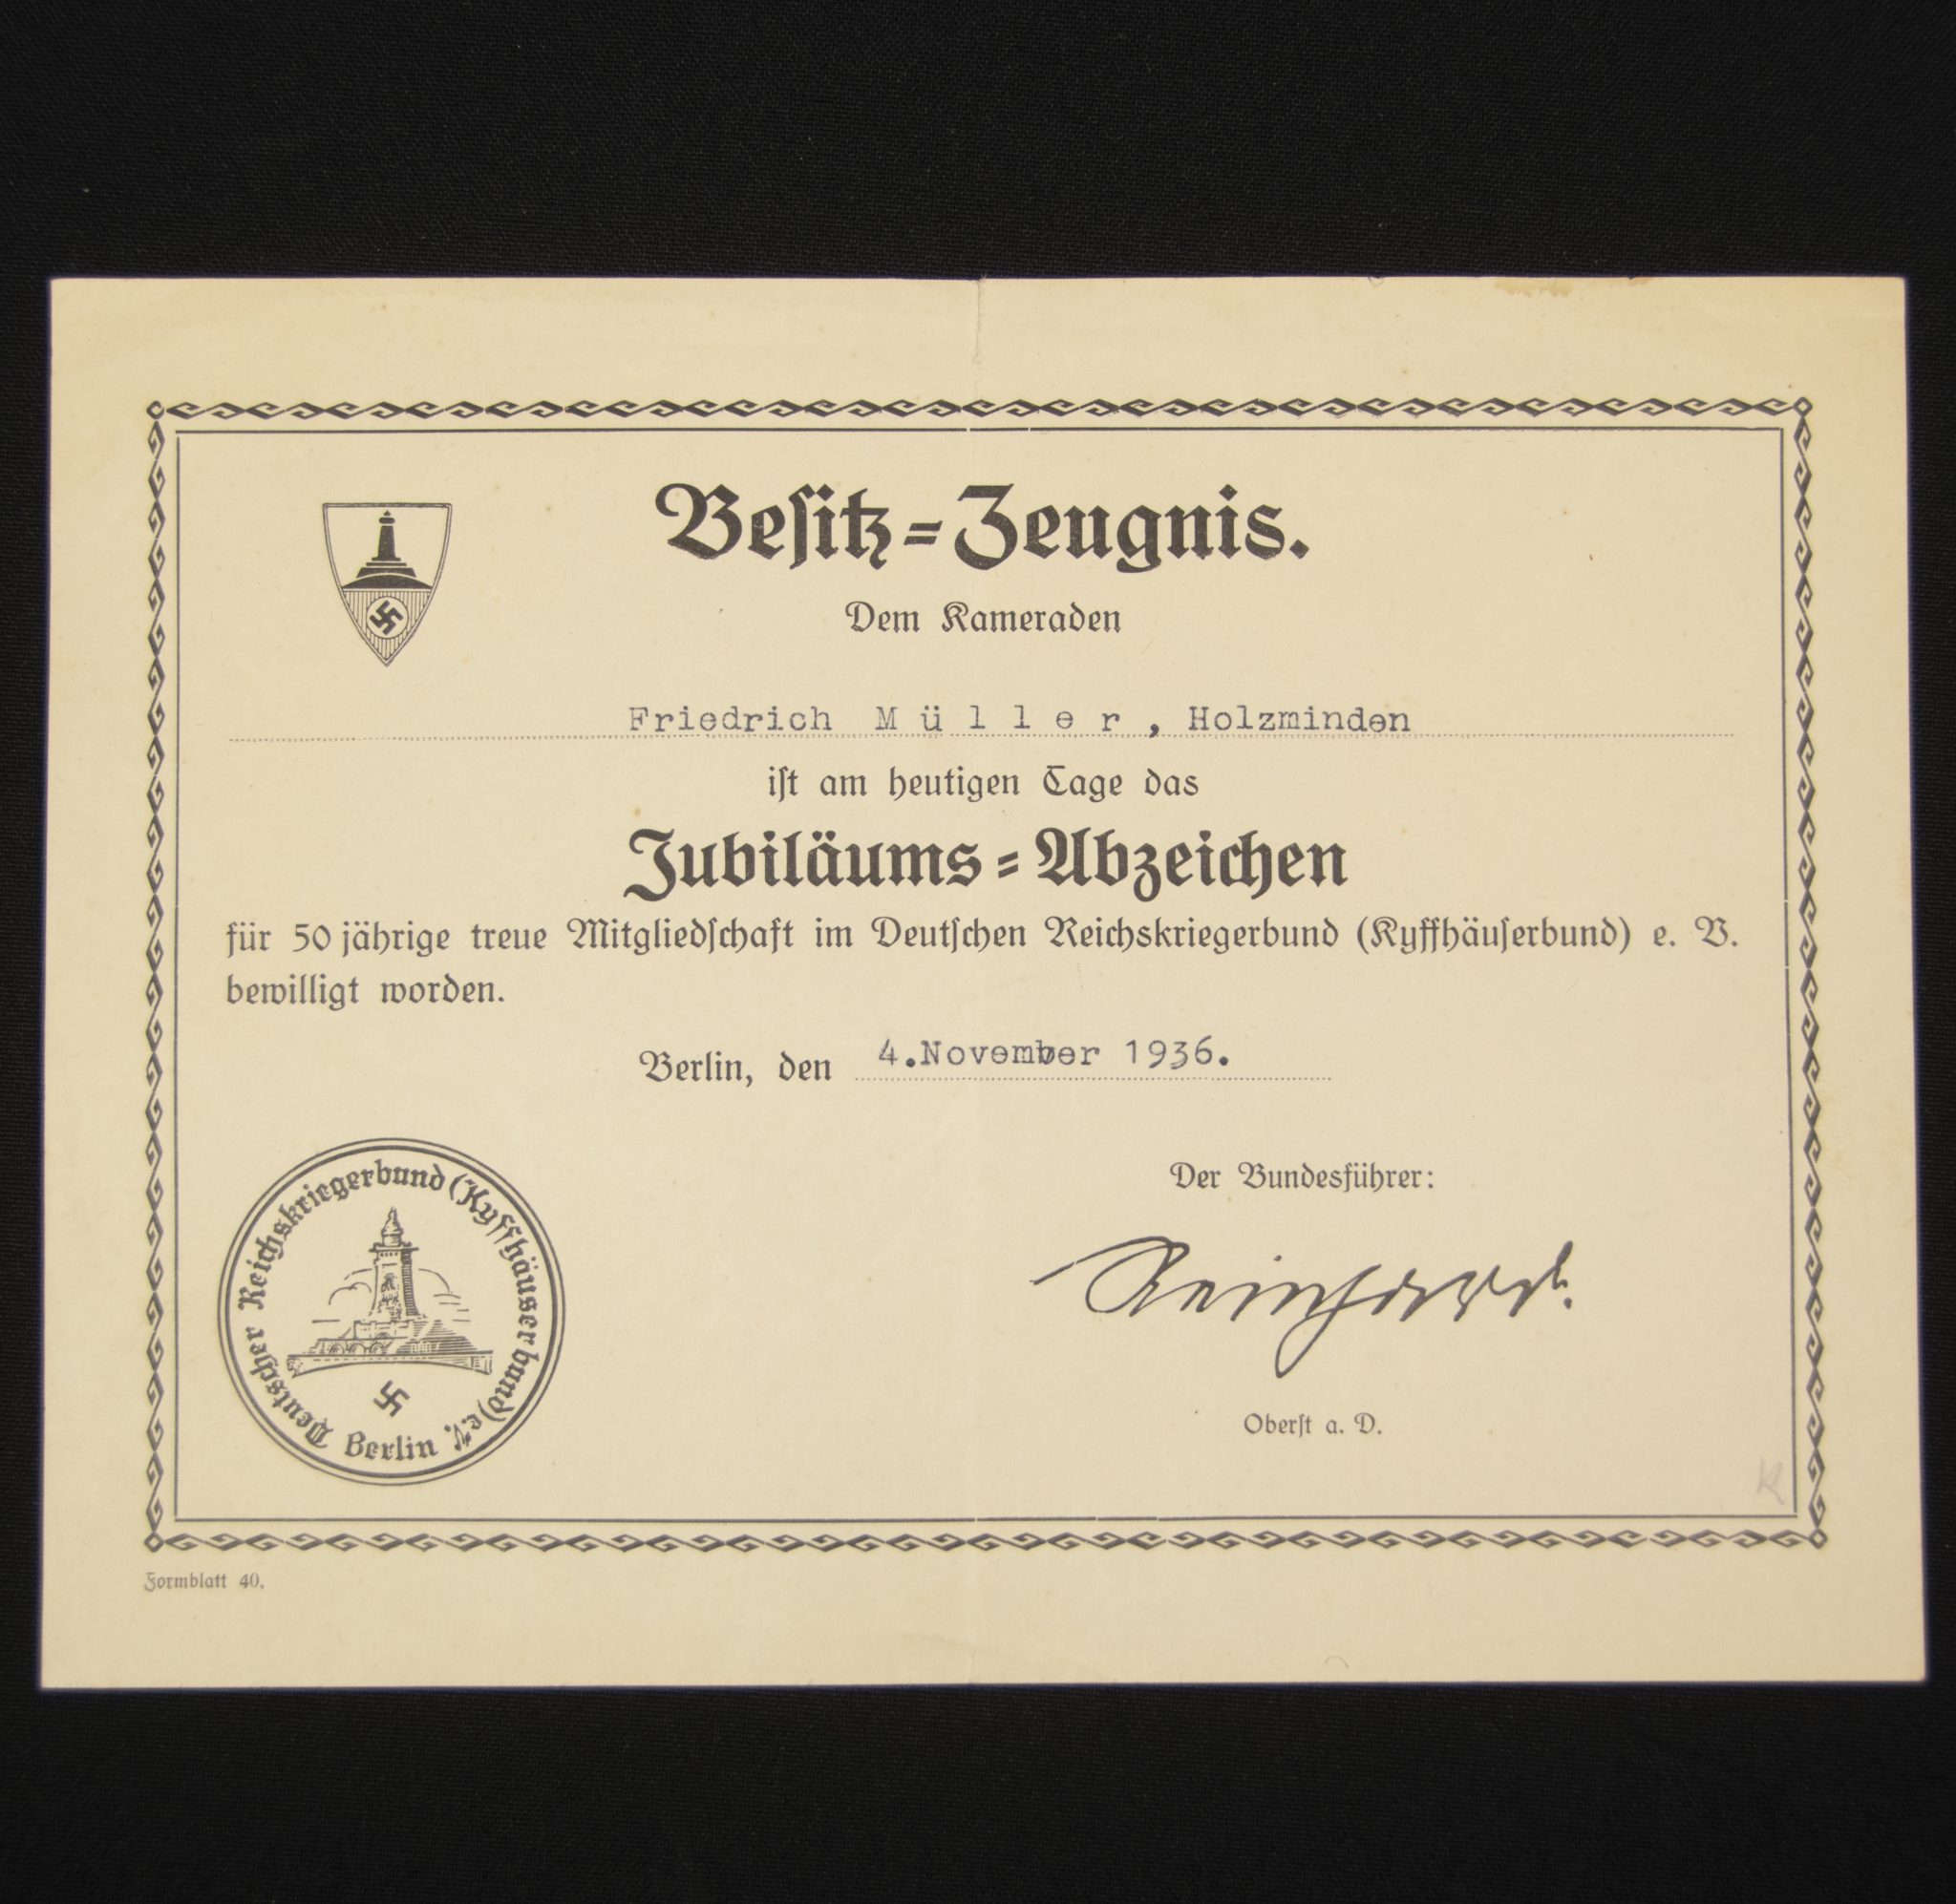 Besitz=Zeugnis.
Dem Kameraden
Friedrich Müller, Holzminden
ist am heutigen Tage das
Jubiläums=Abzeichen
für 50 jährige treue Mitgliedschaft im Deutschen Reichskriegerbund (Kyffhäuserbund) e. V.
bewilligt worden.
Berlin, den 4.November 1936.
Deutscher Reichskriegerbund (Kyffhäuserbund) e.V.
Berlin
Der Bundesführer:
Reinhard.
Oberst a. D.
Formblatt 40.